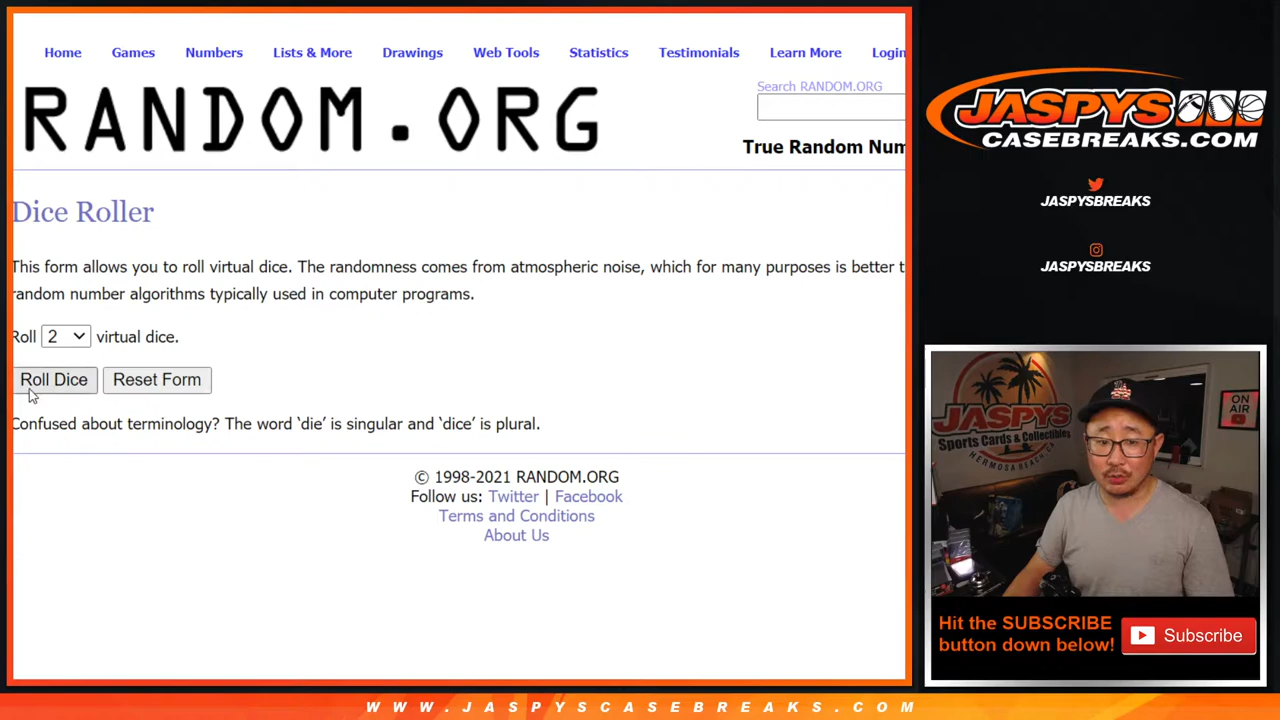 Home Games Numbers Lists & More Drawings Web Tools Statistics Testimonials Learn More Login
RANDOM.ORG
Search RANDOM.ORG
True Random Num
Dice Roller
This form allows you to roll virtual dice. The randomness comes from atmospheric noise, which for many purposes is better t
random number algorithms typically used in computer programs.
Roll 2 virtual dice.
Roll Dice Reset Form
Confused about terminology? The word ‘die’ is singular and ‘dice’ is plural.
© 1998-2021 RANDOM.ORG
Follow us: Twitter | Facebook
Terms and Conditions
About Us
JASPYS
CASEBREAKS.COM
JASPYSBREAKS
JASPYSBREAKS
JASPYS
Sports Cards & Collectibles
HERMOSA BEACH, CA
ON
AIR
Hit the SUBSCRIBE
button down below!
Subscribe
WWW.JASPYSCASEBREAKS.COM